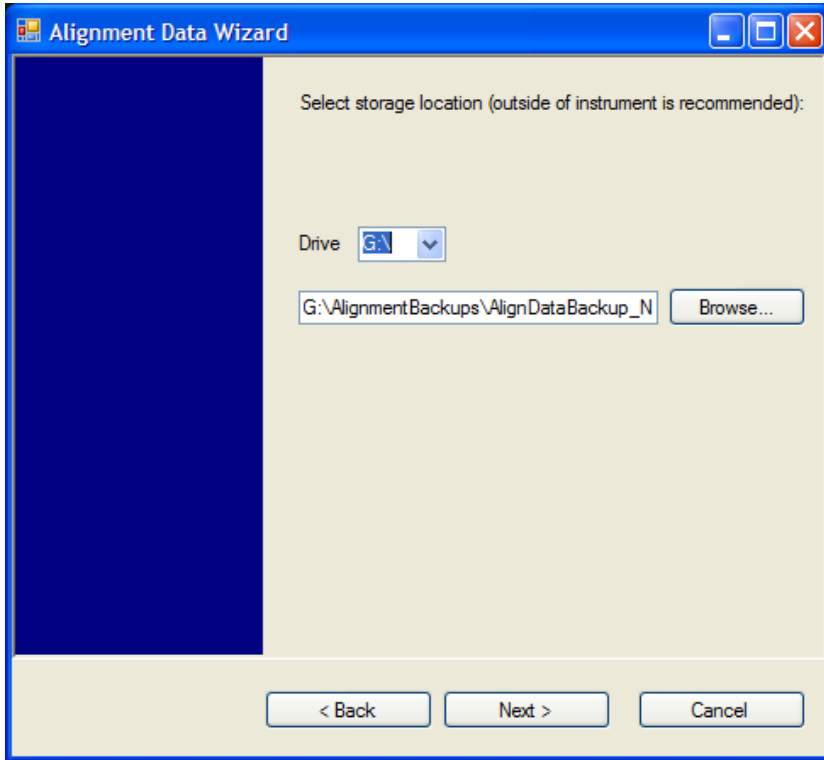 Alignment Data Wizard
Select storage location (outside of instrument is recommended):
Drive G:\
G:\AlignmentBackups\AlignDataBackup_N Browse...
< Back Next > Cancel